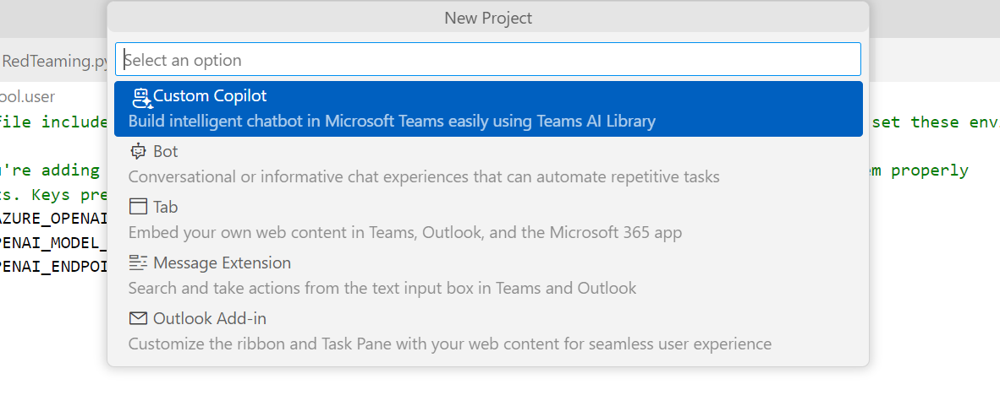 New Project
Select an option
RedTeaming.py
Custom Copilot
ool.user
Build intelligent chatbot in Microsoft Teams easily using Teams AI Library
file include
set these env
Bot
're adding
Conversational or informative chat experiences that can automate repetitive tasks
m properly
s. Keys pre
Tab
AZURE_OPENAI
Embed your own web content in Teams, Outlook, and the Microsoft 365 app
PENAI_MODEL_
Message Extension
PENAI_ENDPOI
Search and take actions from the text input box in Teams and Outlook
Outlook Add-in
Customize the ribbon and Task Pane with your web content for seamless user experience